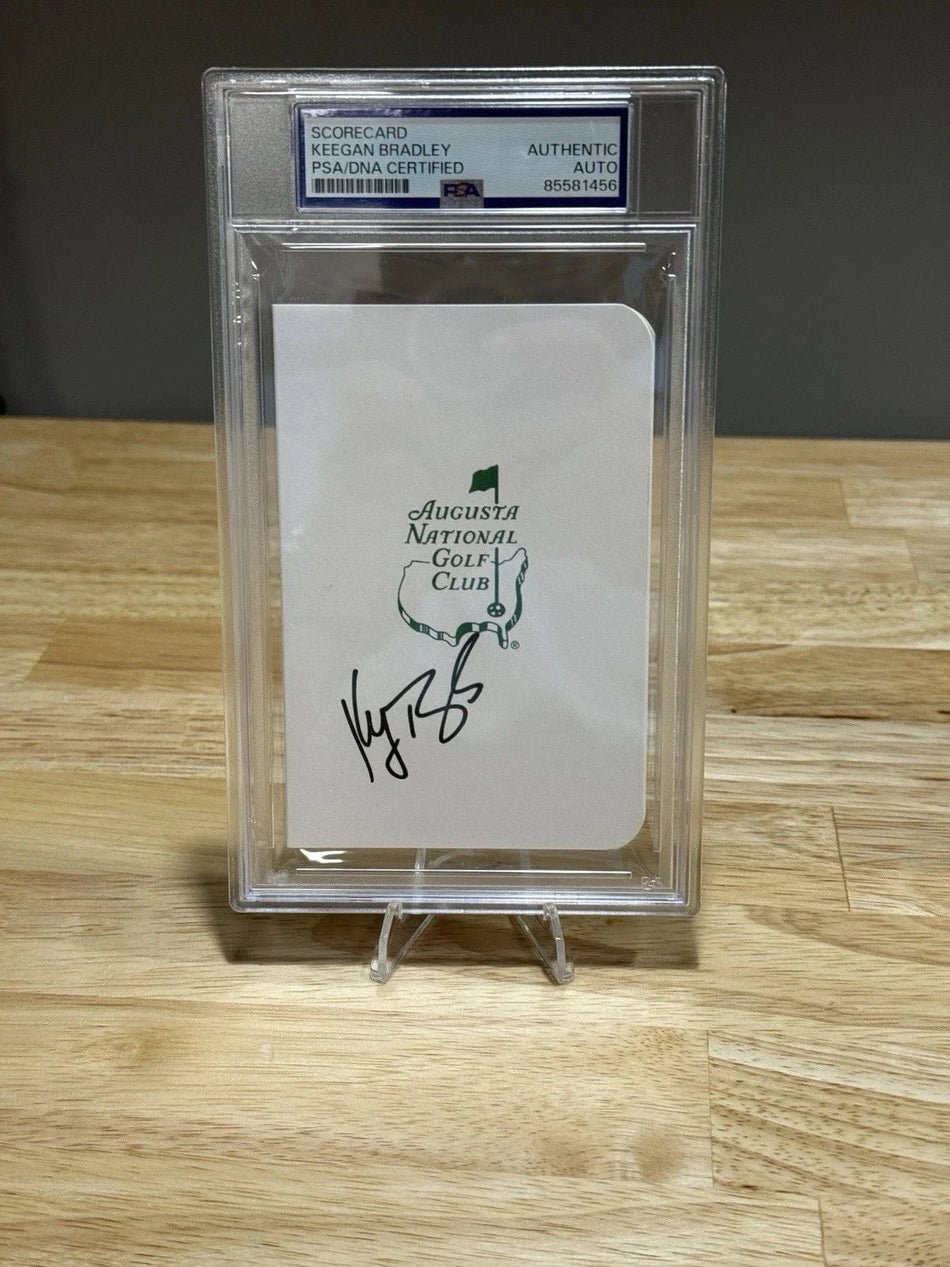 SCORECARD
KEEGAN BRADLEY AUTHENTIC
PSA/DNA CERTIFIED AUTO
PSA 85581456
AUGUSTA
NATIONAL
GOLF
CLUB
®